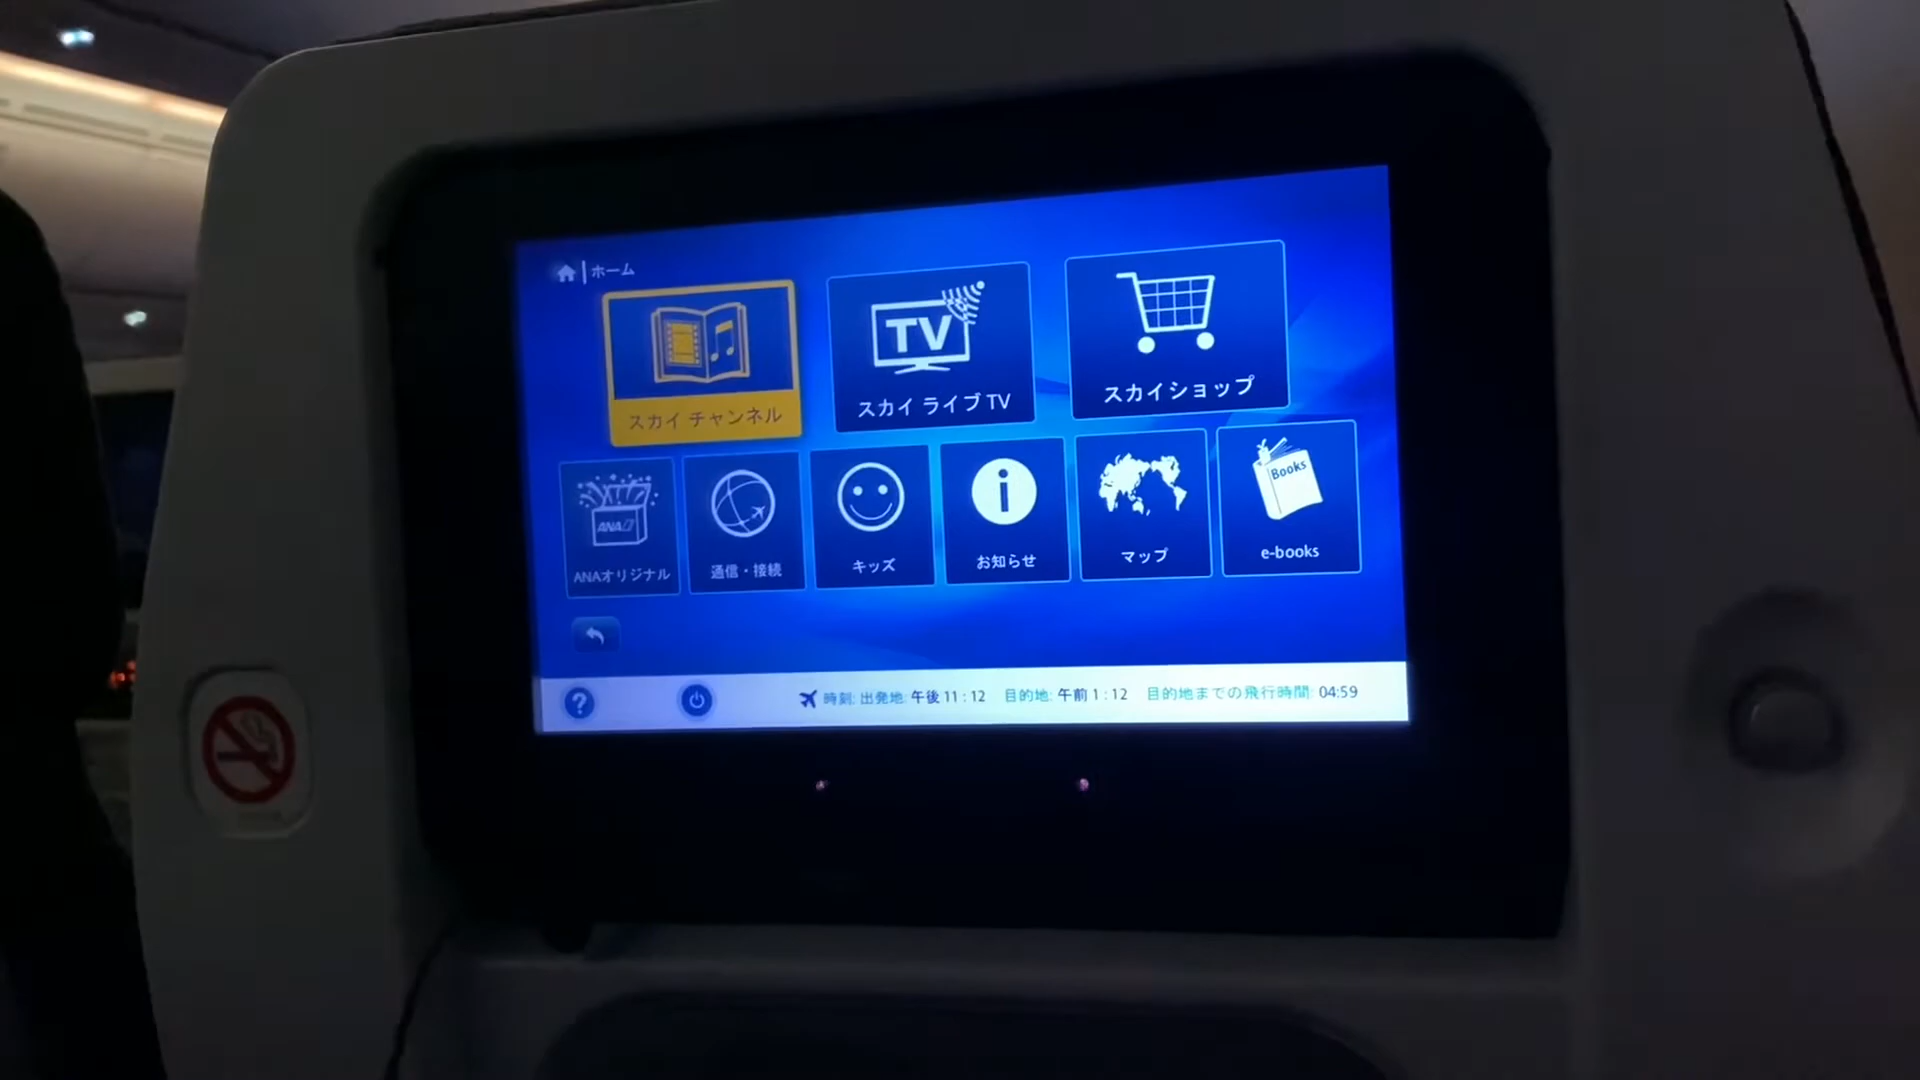 ホーム
スカイ チャンネル
TV
スカイ ライブ TV
スカイショップ
ANA
ANAオリジナル
通信・接続
キッズ
i
お知らせ
マップ
Books
e-books
? 時刻: 出発地: 午後 11 : 12 目的地: 午前 1 : 12 目的地までの飛行時間: 04:59